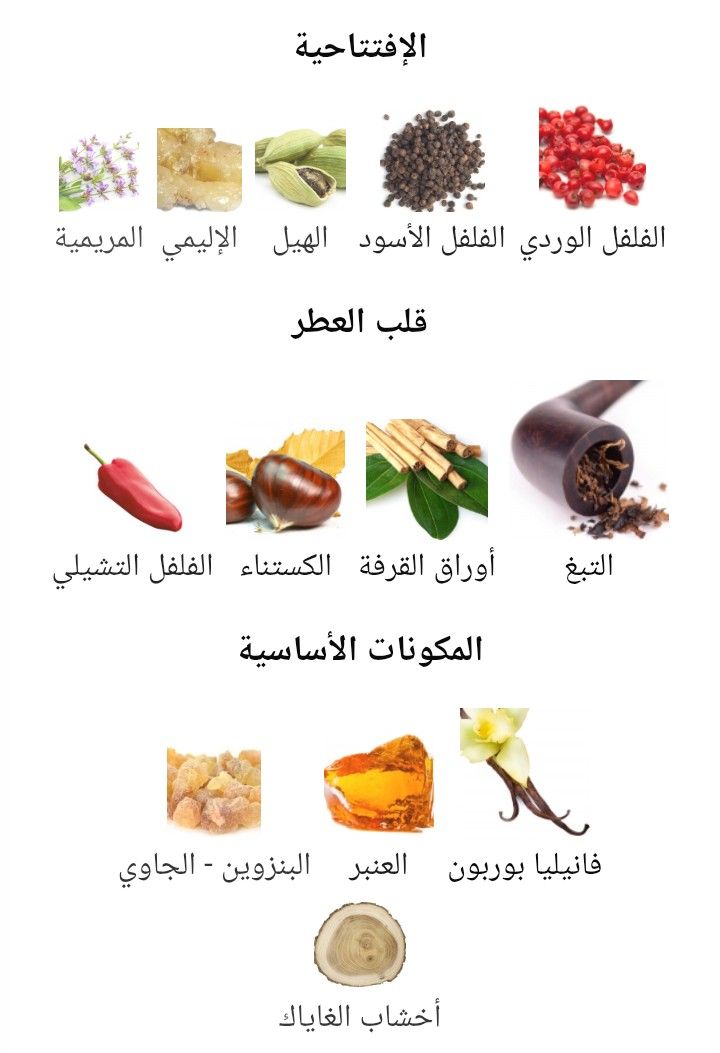 الإفتتاحية
الفلفل الوردي الفلفل الأسود الهيل الإليمي المريمية
قلب العطر
التبغ أوراق القرفة الكستناء الفلفل التشيلي
المكونات الأساسية
فانيليا بوربون العنبر البنزوين - الجاوي
أخشاب الغاياك